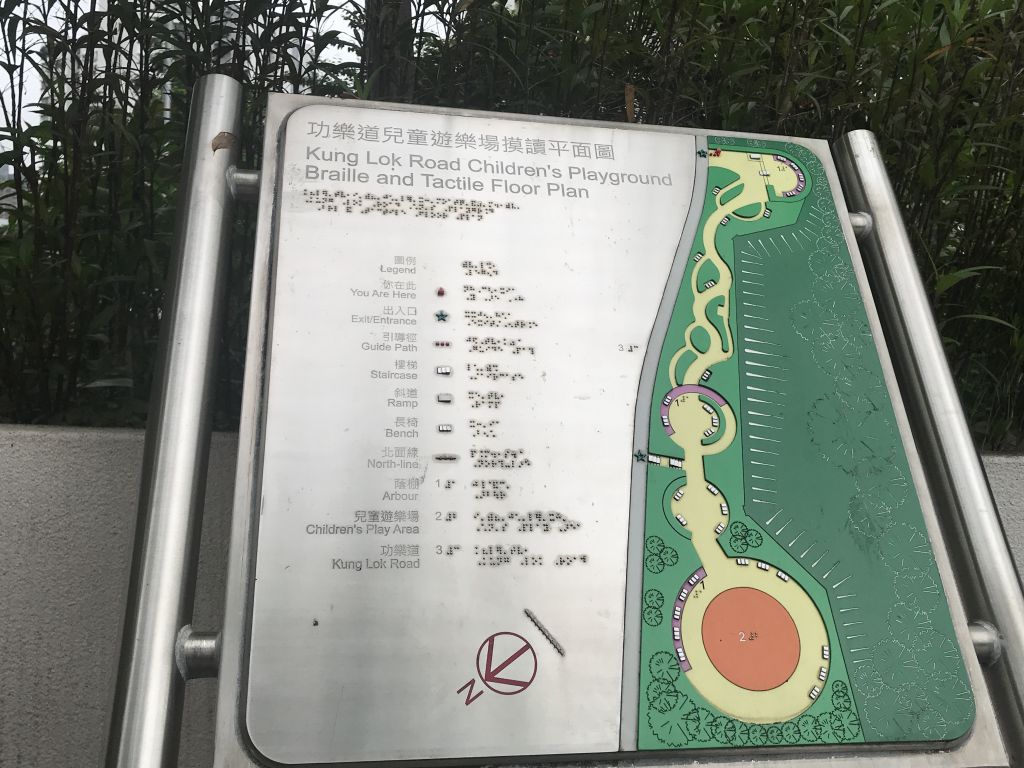 功樂道兒童遊樂場摸讀平面圖
Kung Lok Road Children's Playground
Braille and Tactile Floor Plan
圖例
Legend
你在此
You Are Here
出入口
Exit/Entrance
引導徑
Guide Path
樓梯
Staircase
斜道
Ramp
長椅
Bench
北面線
North-line
蔭棚 1
Arbour
兒童遊樂場 2
Children's Play Area
功樂道 3
Kung Lok Road
N
3
1
1
1
2